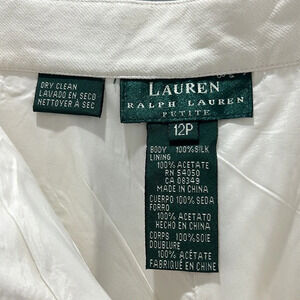 DRY CLEAN
LAVADO EN SECO
NETTOYER A SEC
LAUREN
RALPH LAUREN
PETITE
12P
BODY 100%SILK
LINING
100% ACETATE
RN 54050
CA 08349
MADE IN CHINA
CUERPO 100% SEDA
FORRO
100% ACETATO
HECHO EN CHINA
CORPS 100%SOIE
DOUBLURE
100% ACÉTATE
FABRIQUÉ EN CHINE